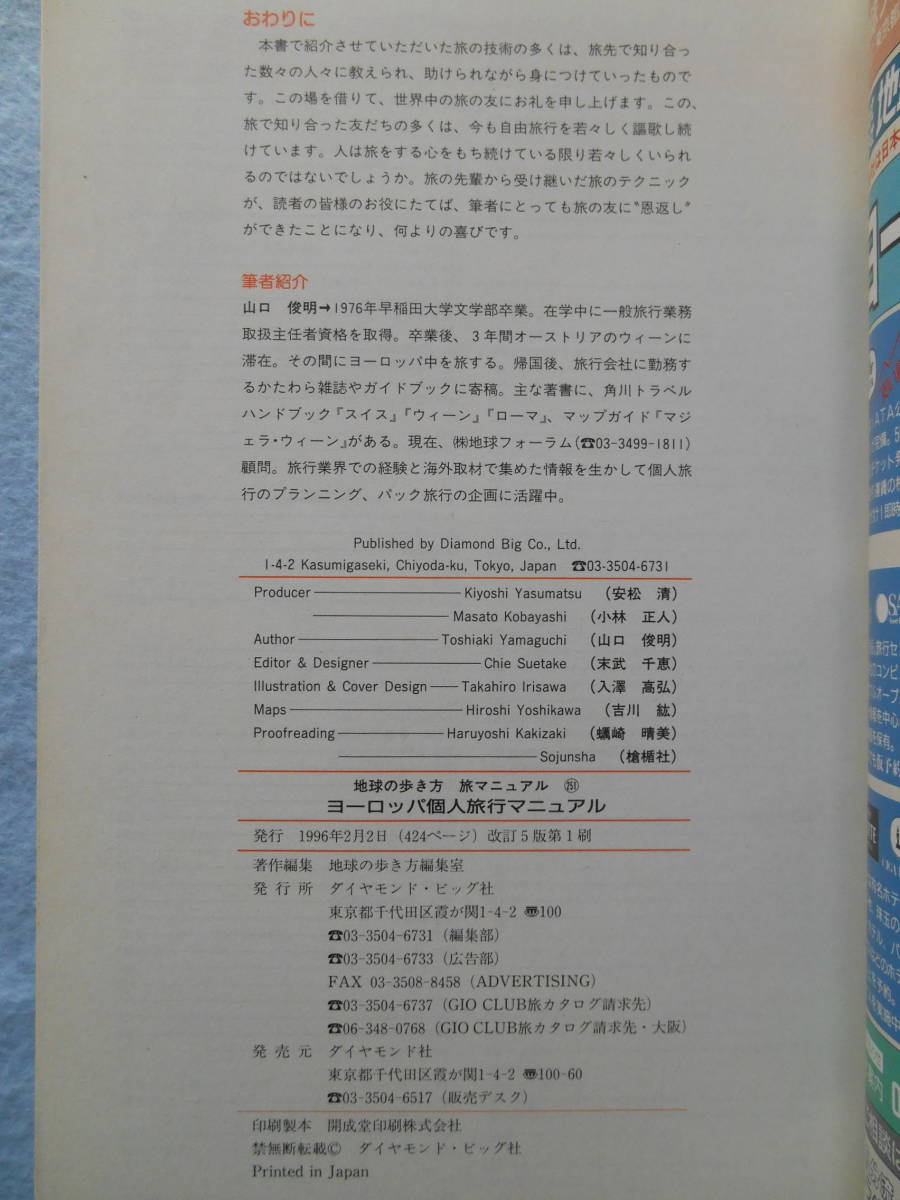 おわりに
本書で紹介させていただいた旅の技術の多くは、旅先で知り合っ
た数々の人々に教えられ、助けられながら身につけていったもので
す。この場を借りて、世界中の旅の友にお礼を申し上げます。この、
旅で知り合った友だちの多くは、今も自由旅行を若々しく謳歌し続
けています。人は旅をする心をもち続けている限り若々しくいられ
るのではないでしょうか。旅の先輩から受け継いだ旅のテクニック
が、読者の皆様のお役にたてば、筆者にとっても旅の友に〝恩返し〟
ができたことになり、何よりの喜びです。
筆者紹介
山口 俊明→1976年早稲田大学文学部卒業。在学中に一般旅行業務
取扱主任者資格を取得。卒業後、3年間オーストリアのウィーンに
滞在。その間にヨーロッパ中を旅する。帰国後、旅行会社に勤務す
るかたわら雑誌やガイドブックに寄稿。主な著書に、角川トラベル
ハンドブック『スイス』『ウィーン』『ローマ』、マップガイド『マジ
ェラ・ウィーン』がある。現在、㈱地球フォーラム(☎03-3499-1811)
顧問。旅行業界での経験と海外取材で集めた情報を生かして個人旅
行のプランニング、パック旅行の企画に活躍中。
Published by Diamond Big Co., Ltd.
1-4-2 Kasumigaseki, Chiyoda-ku, Tokyo, Japan ☎03-3504-6731
Producer ─── Kiyoshi Yasumatsu (安松 清)
─── Masato Kobayashi (小林 正人)
Author ─── Toshiaki Yamaguchi (山口 俊明)
Editor & Designer ─── Chie Suetake (末武 千恵)
Illustration & Cover Design ─── Takahiro Irisawa (入澤 高弘)
Maps ─── Hiroshi Yoshikawa (吉川 紘)
Proofreading ─── Haruyoshi Kakizaki (蠣崎 晴美)
─── Sojunsha (槍楯社)
地球の歩き方 旅マニュアル 251
ヨーロッパ個人旅行マニュアル
発行 1996年2月2日 (424ページ) 改訂5版第1刷
著作編集 地球の歩き方編集室
発行所 ダイヤモンド・ビッグ社
東京都千代田区霞が関1-4-2 〠100
☎03-3504-6731 (編集部)
☎03-3504-6733 (広告部)
FAX 03-3508-8458 (ADVERTISING)
☎03-3504-6737 (GIO CLUB旅カタログ請求先)
☎06-348-0768 (GIO CLUB旅カタログ請求先・大阪)
発売元 ダイヤモンド社
東京都千代田区霞が関1-4-2 〠100-60
☎03-3504-6517 (販売デスク)
印刷製本 開成堂印刷株式会社
禁無断転載© ダイヤモンド・ビッグ社
Printed in Japan